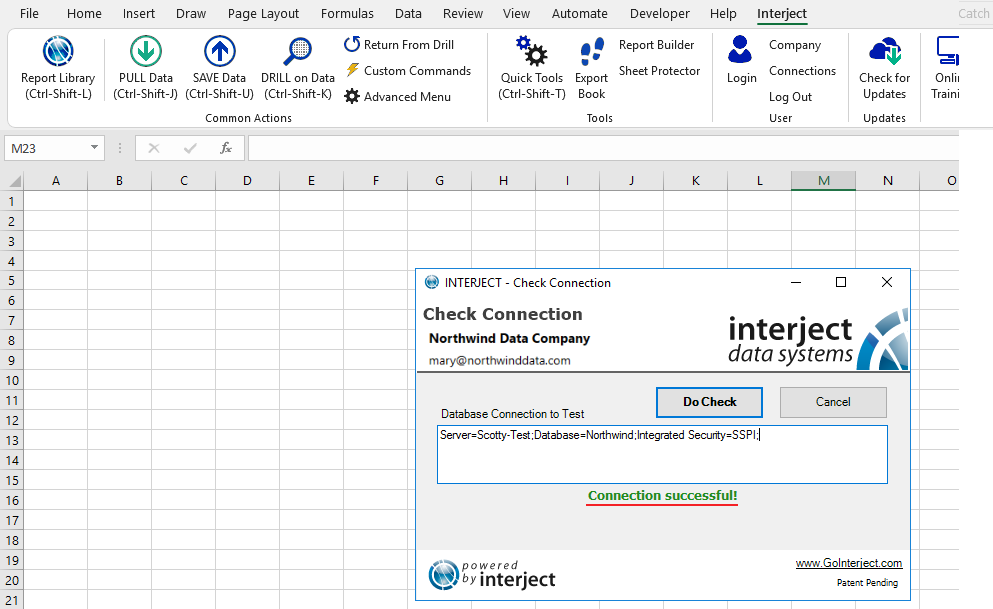 File Home Insert Draw Page Layout Formulas Data Review View Automate Developer Help Interject Catch
Report Library
(Ctrl-Shift-L)
PULL Data
(Ctrl-Shift-J)
SAVE Data
(Ctrl-Shift-U)
DRILL on Data
(Ctrl-Shift-K)
Return From Drill
Custom Commands
Advanced Menu
Common Actions
Quick Tools
(Ctrl-Shift-T)
Export
Book
Report Builder
Sheet Protector
Tools
Login
Company
Connections
Log Out
User
Check for
Updates
Updates
Onli
Traini
M23
fx
A B C D E F G H I J K L M N O
1
2
3
4
5
6
7
8
9
10
11
12
13
14
15
16
17
18
19
20
21
INTERJECT - Check Connection
Check Connection
Northwind Data Company
mary@northwinddata.com
interject
data systems
Do Check
Cancel
Database Connection to Test
Server=Scotty-Test;Database=Northwind;Integrated Security=SSPI;
Connection successful!
powered
by interject
www.GoInterject.com
Patent Pending